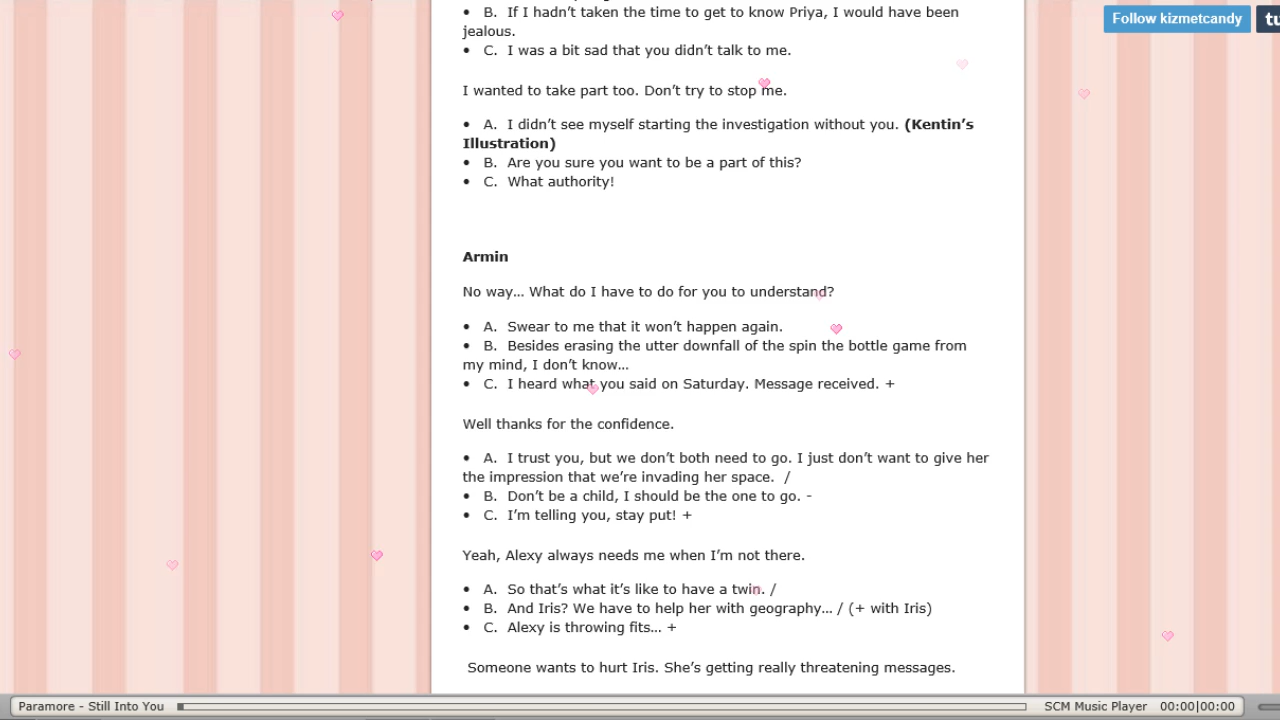 • B. If I hadn't taken the time to get to know Priya, I would have been
jealous.
• C. I was a bit sad that you didn't talk to me.
Follow kizmetcandy
I wanted to take part too. Don't try to stop me.
• A. I didn't see myself starting the investigation without you. (Kentin's
Illustration)
• B. Are you sure you want to be a part of this?
• C. What authority!
Armin
No way... What do I have to do for you to understand?
• A. Swear to me that it won't happen again.
• B. Besides erasing the utter downfall of the spin the bottle game from
my mind, I don't know...
• C. I heard what you said on Saturday. Message received. +
Well thanks for the confidence.
• A. I trust you, but we don't both need to go. I just don't want to give her
the impression that we're invading her space. /
• B. Don't be a child, I should be the one to go. -
• C. I'm telling you, stay put! +
Yeah, Alexy always needs me when I'm not there.
• A. So that's what it's like to have a twin. /
• B. And Iris? We have to help her with geography... / (+ with Iris)
• C. Alexy is throwing fits... +
Someone wants to hurt Iris. She's getting really threatening messages.
Paramore - Still Into You SCM Music Player 00:00|00:00